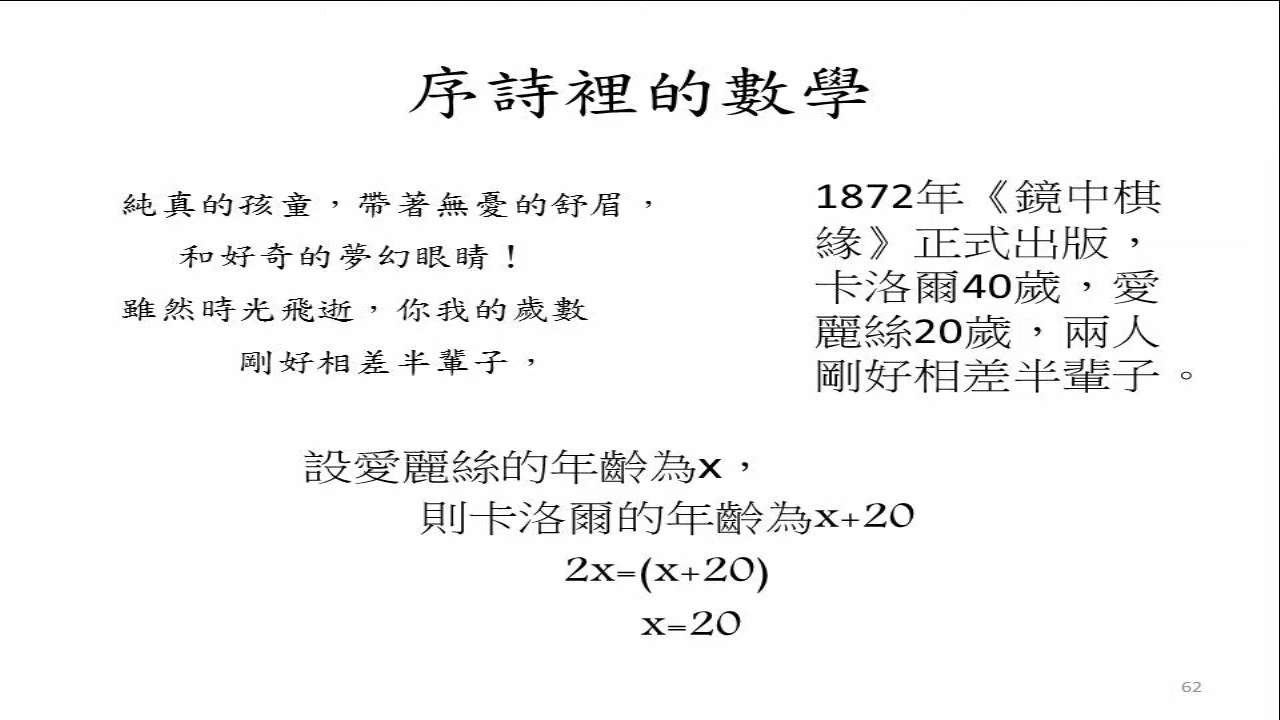 序詩裡的數學
純真的孩童，帶著無憂的舒眉，
和好奇的夢幻眼睛！
雖然時光飛逝，你我的歲數
剛好相差半輩子，
1872年《鏡中棋
緣》正式出版，
卡洛爾40歲，愛
麗絲20歲，兩人
剛好相差半輩子。
設愛麗絲的年齡為x，
則卡洛爾的年齡為x+20
2x=(x+20)
x=20
62